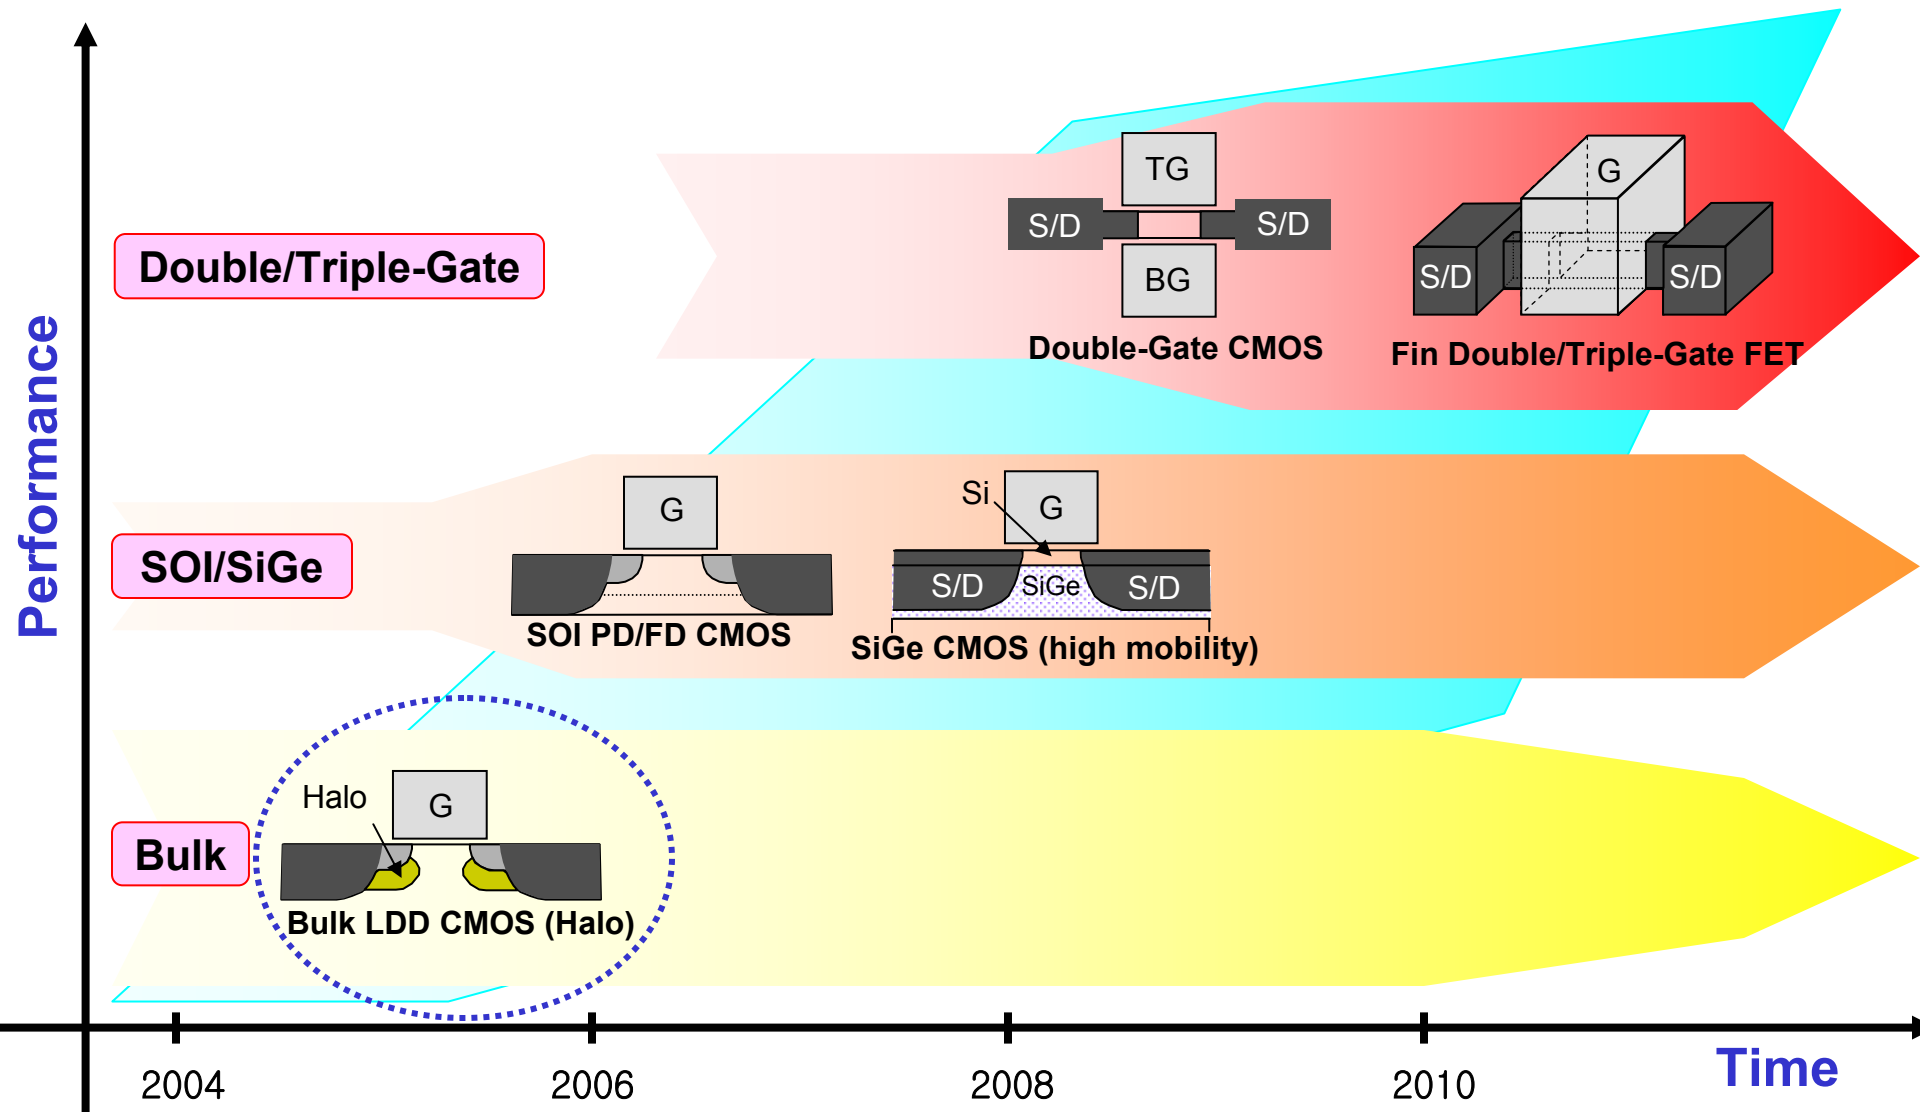 Performance
Double/Triple-Gate
TG
S/D
S/D
BG
Double-Gate CMOS
G
S/D
S/D
Fin Double/Triple-Gate FET
SOI/SiGe
G
SOI PD/FD CMOS
Si
G
S/D
SiGe
S/D
SiGe CMOS (high mobility)
Bulk
Halo
G
Bulk LDD CMOS (Halo)
2004
2006
2008
2010
Time